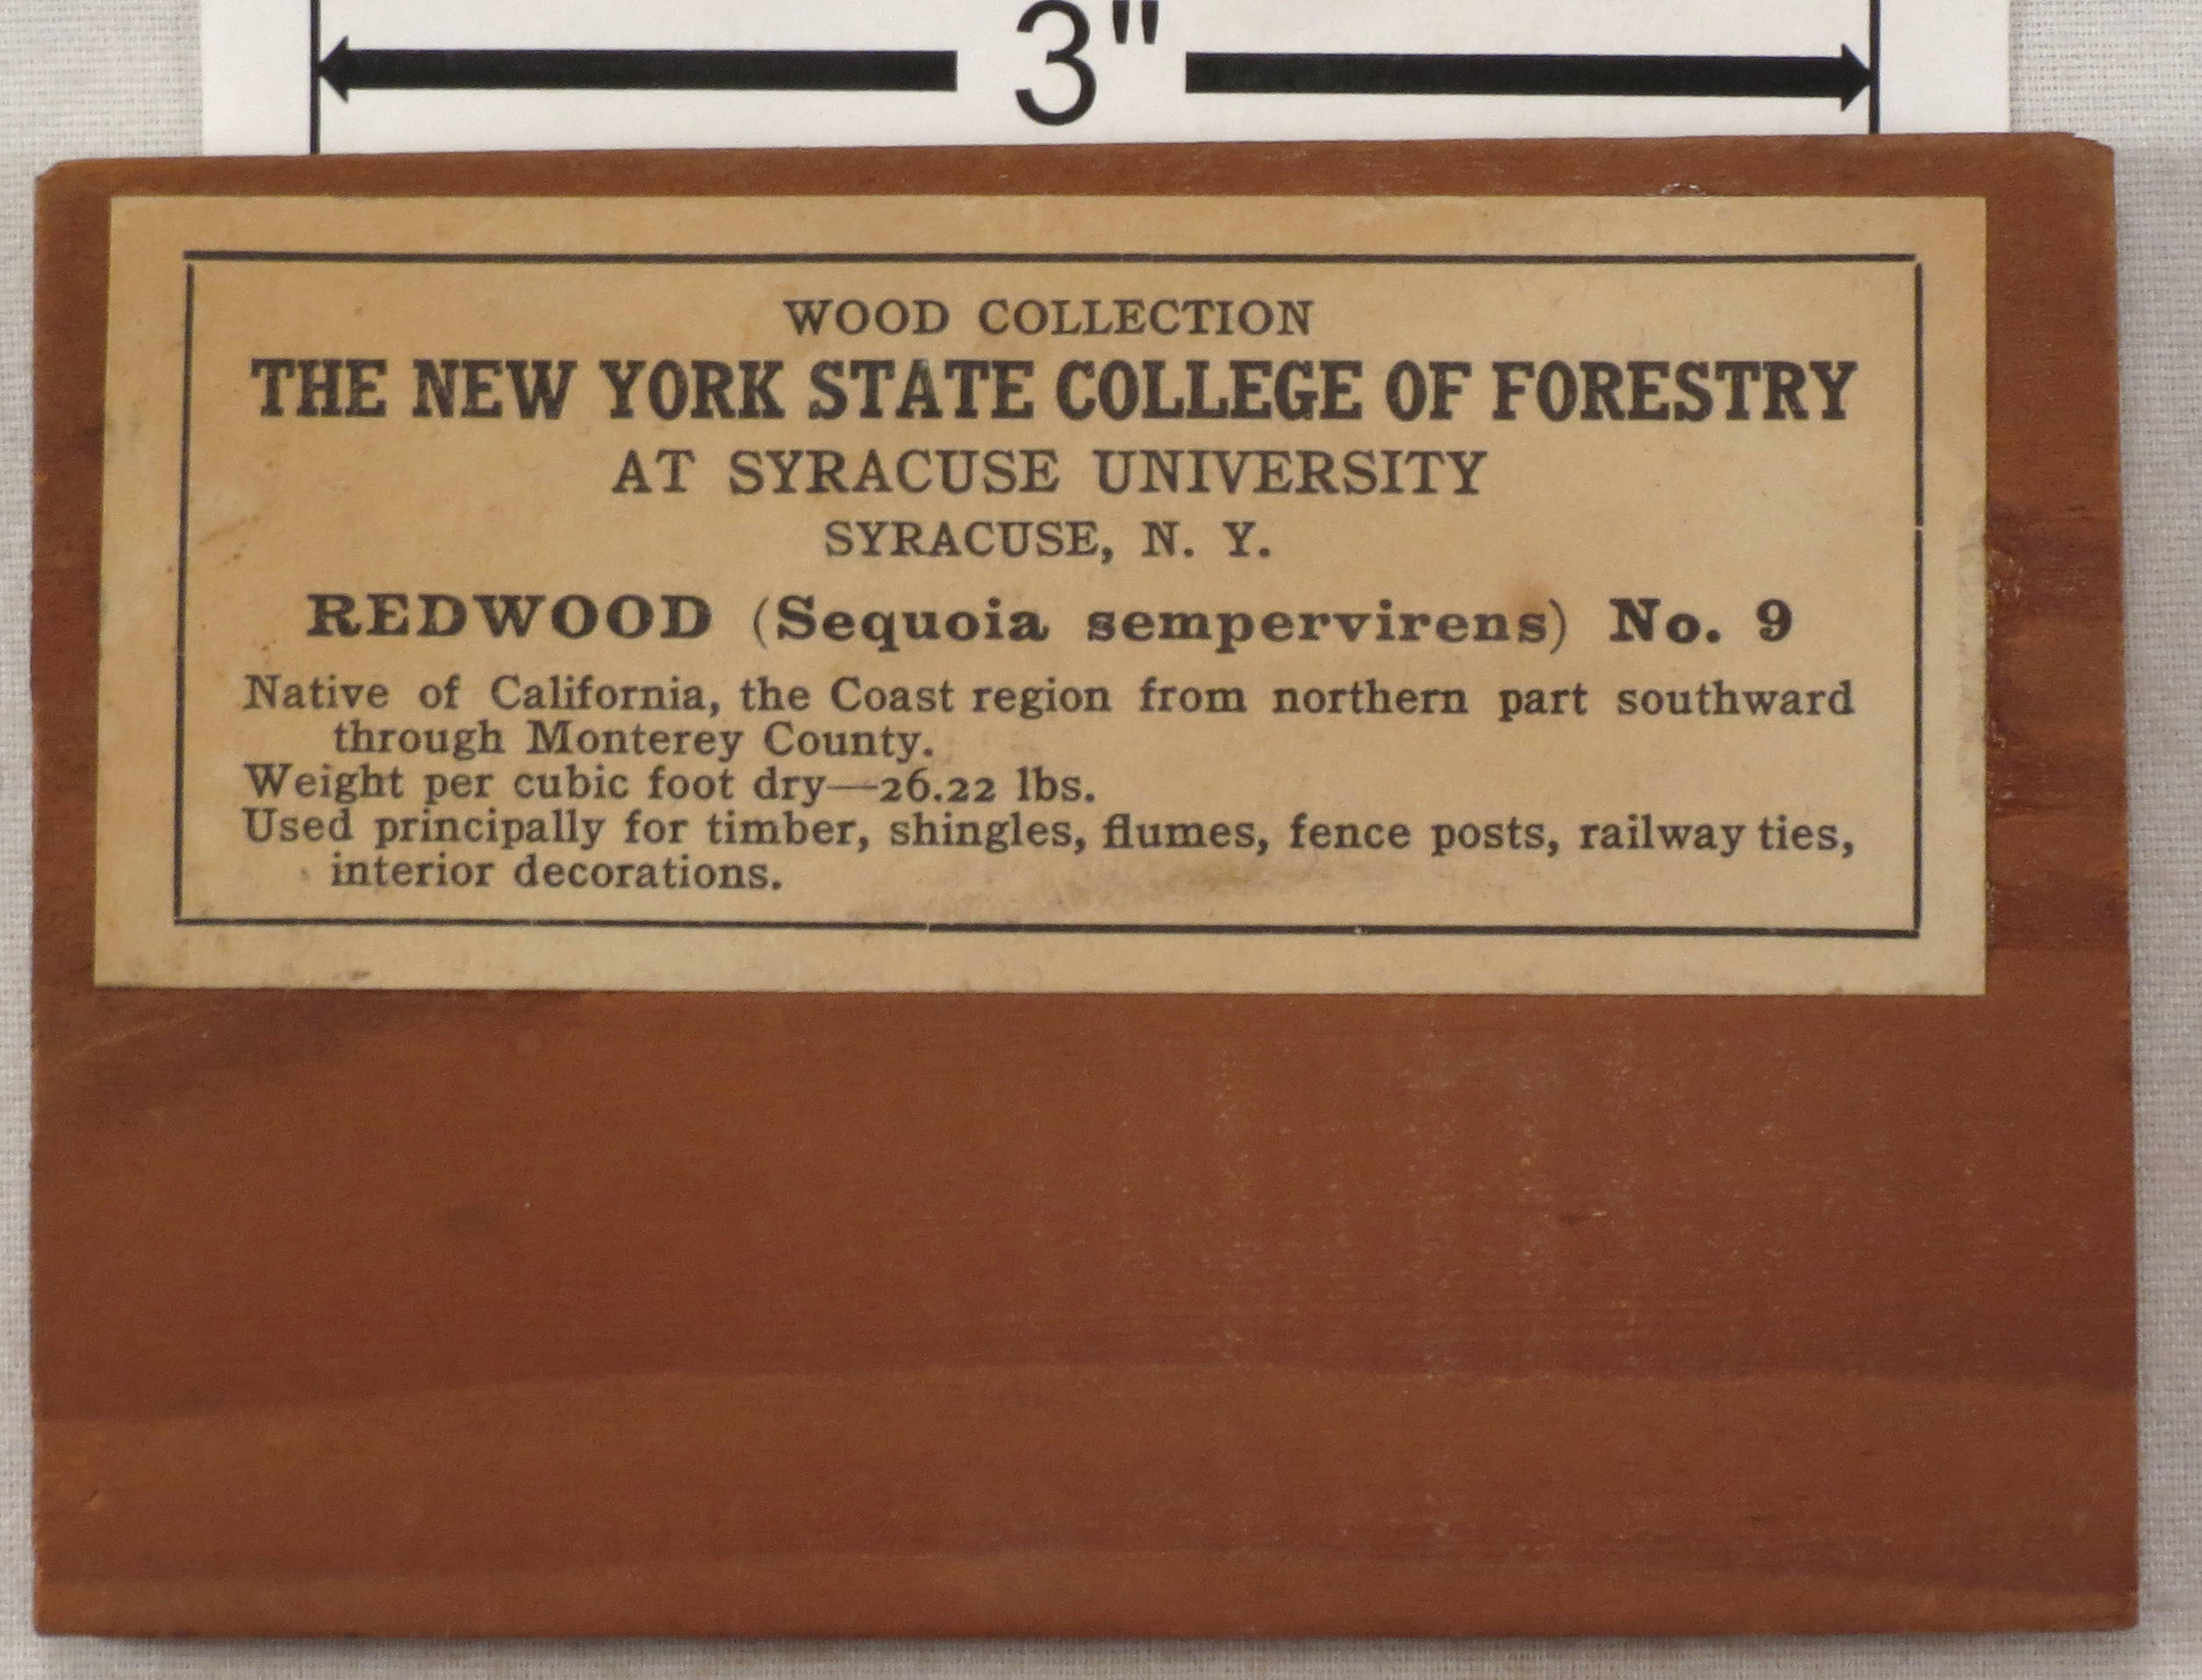 3"
WOOD COLLECTION
THE NEW YORK STATE COLLEGE OF FORESTRY
AT SYRACUSE UNIVERSITY
SYRACUSE, N. Y.
REDWOOD (Sequoia sempervirens) No. 9
Native of California, the Coast region from northern part southward
through Monterey County.
Weight per cubic foot dry—26.22 lbs.
Used principally for timber, shingles, flumes, fence posts, railway ties,
interior decorations.